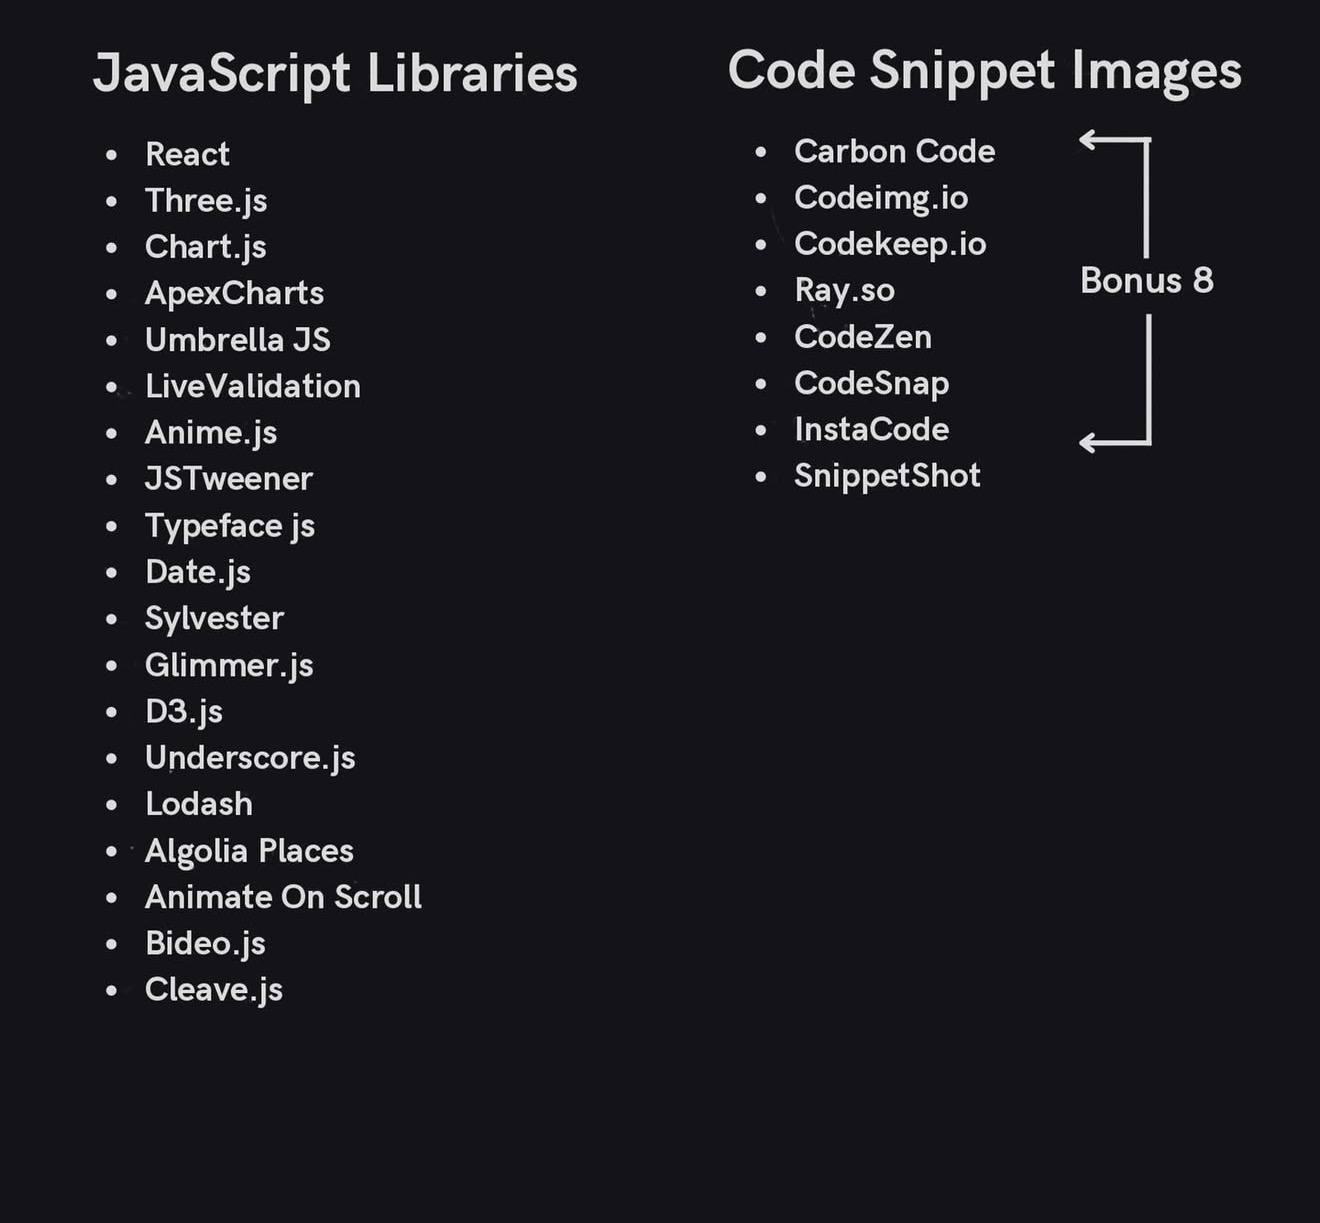 JavaScript Libraries
React
Three.js
Chart.js
ApexCharts
Umbrella JS
LiveValidation
Anime.js
JSTweener
Typeface js
Date.js
Sylvester
Glimmer.js
D3.js
Underscore.js
Lodash
Algolia Places
Animate On Scroll
Bideo.js
Cleave.js
Code Snippet Images
Carbon Code
Codeimg.io
Codekeep.io
Ray.so
CodeZen
CodeSnap
InstaCode
SnippetShot
Bonus 8